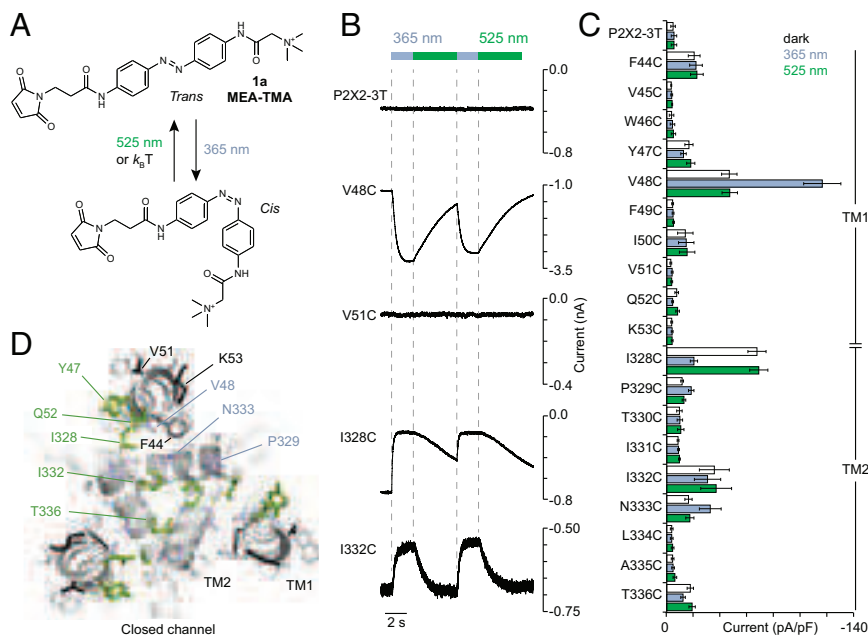 A
N
H
O
N
N
H
N
O
N+
O
O
Trans
1a
MEA-TMA
525 nm
or kBT
365 nm
Cis
N
O
O
O
N
H
N
N
NH
O
N+
B
365 nm
525 nm
P2X2-3T
0.0
-0.8
V48C
-1.0
-3.5
V51C
0.0
-0.4
I328C
0.0
-0.8
I332C
-0.50
-0.75
Current (nA)
2 s
C
dark
365 nm
525 nm
P2X2-3T
F44C
V45C
W46C
Y47C
V48C
F49C
I50C
V51C
Q52C
K53C
I328C
P329C
T330C
I331C
I332C
N333C
L334C
A335C
T336C
TM1
TM2
0
Current (pA/pF)
-140
D
V51
K53
Y47
V48
Q52
N333
I328
F44
P329
I332
T336
TM2
TM1
Closed channel